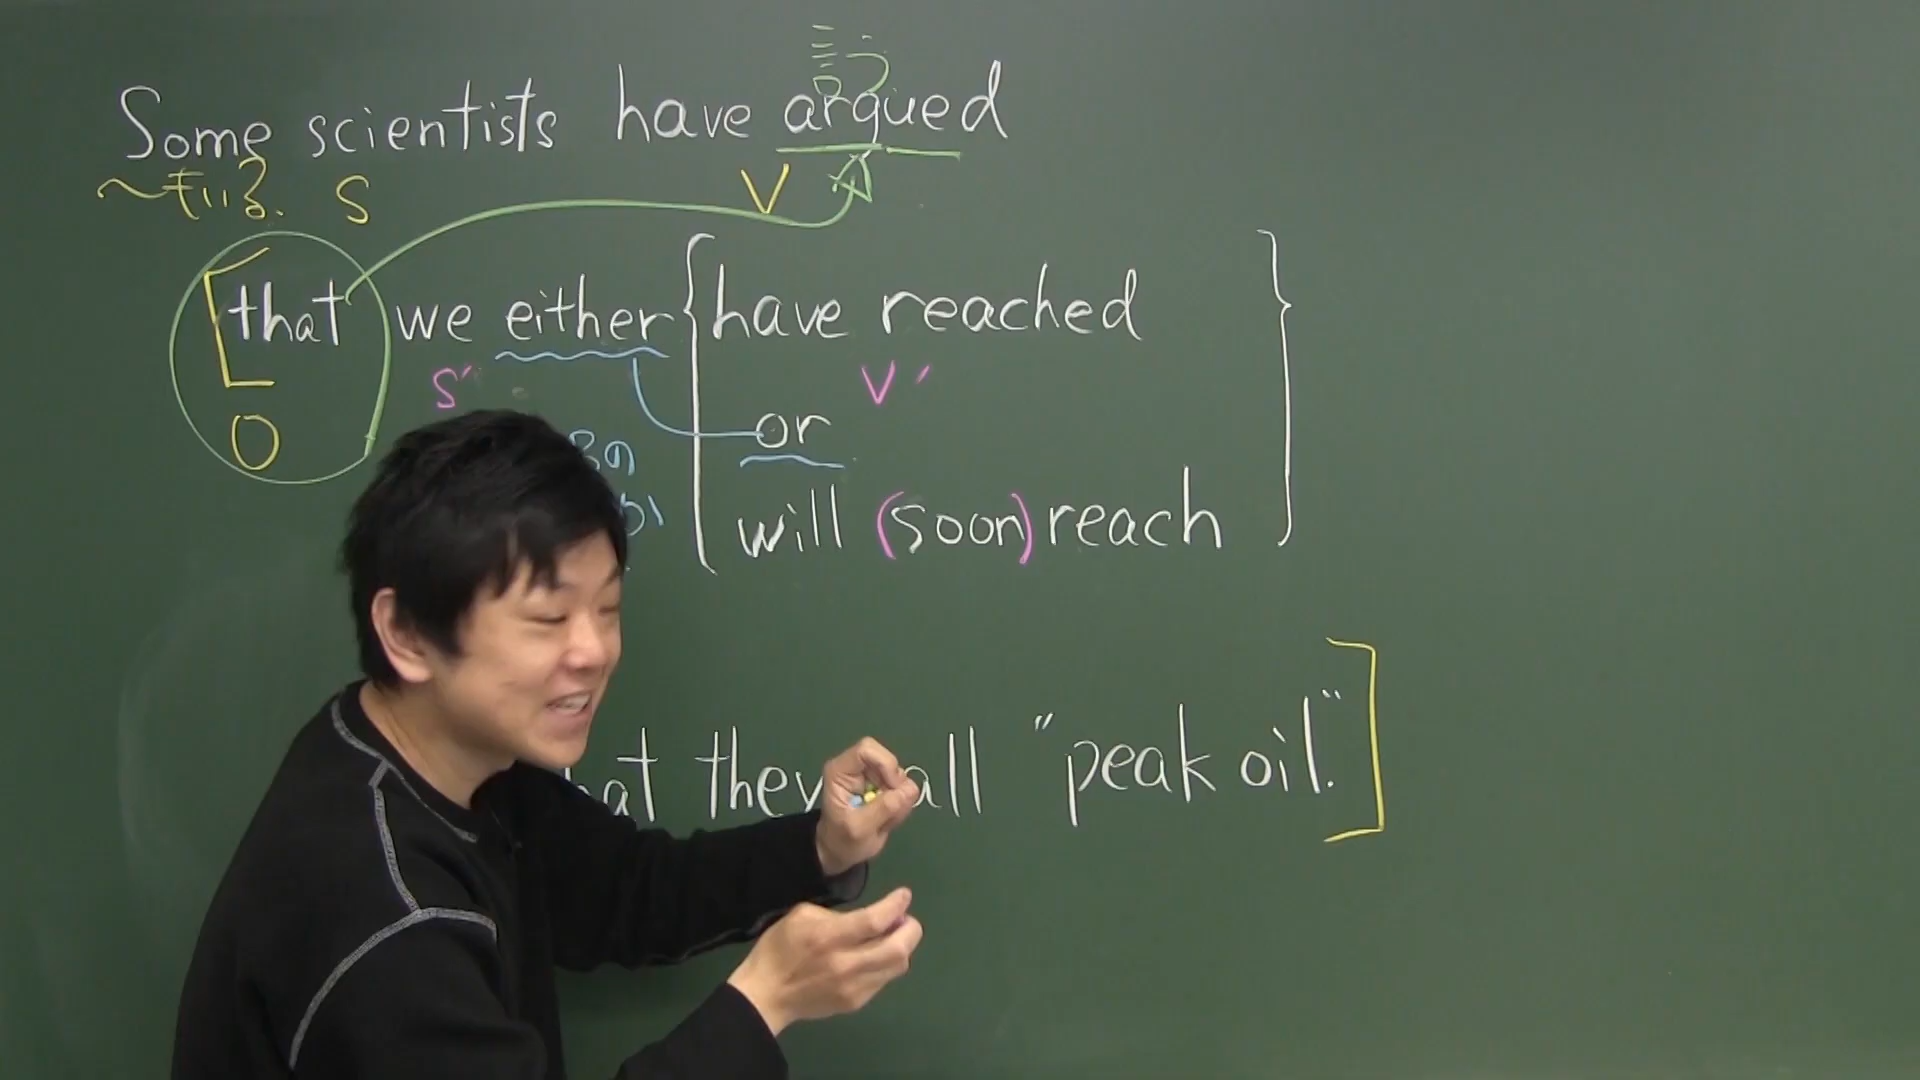 言う
Some scientists have argued
～もいる. S V
[that we either {have reached }
S' V'
O or
will (soon) reach
they call "peak oil."]